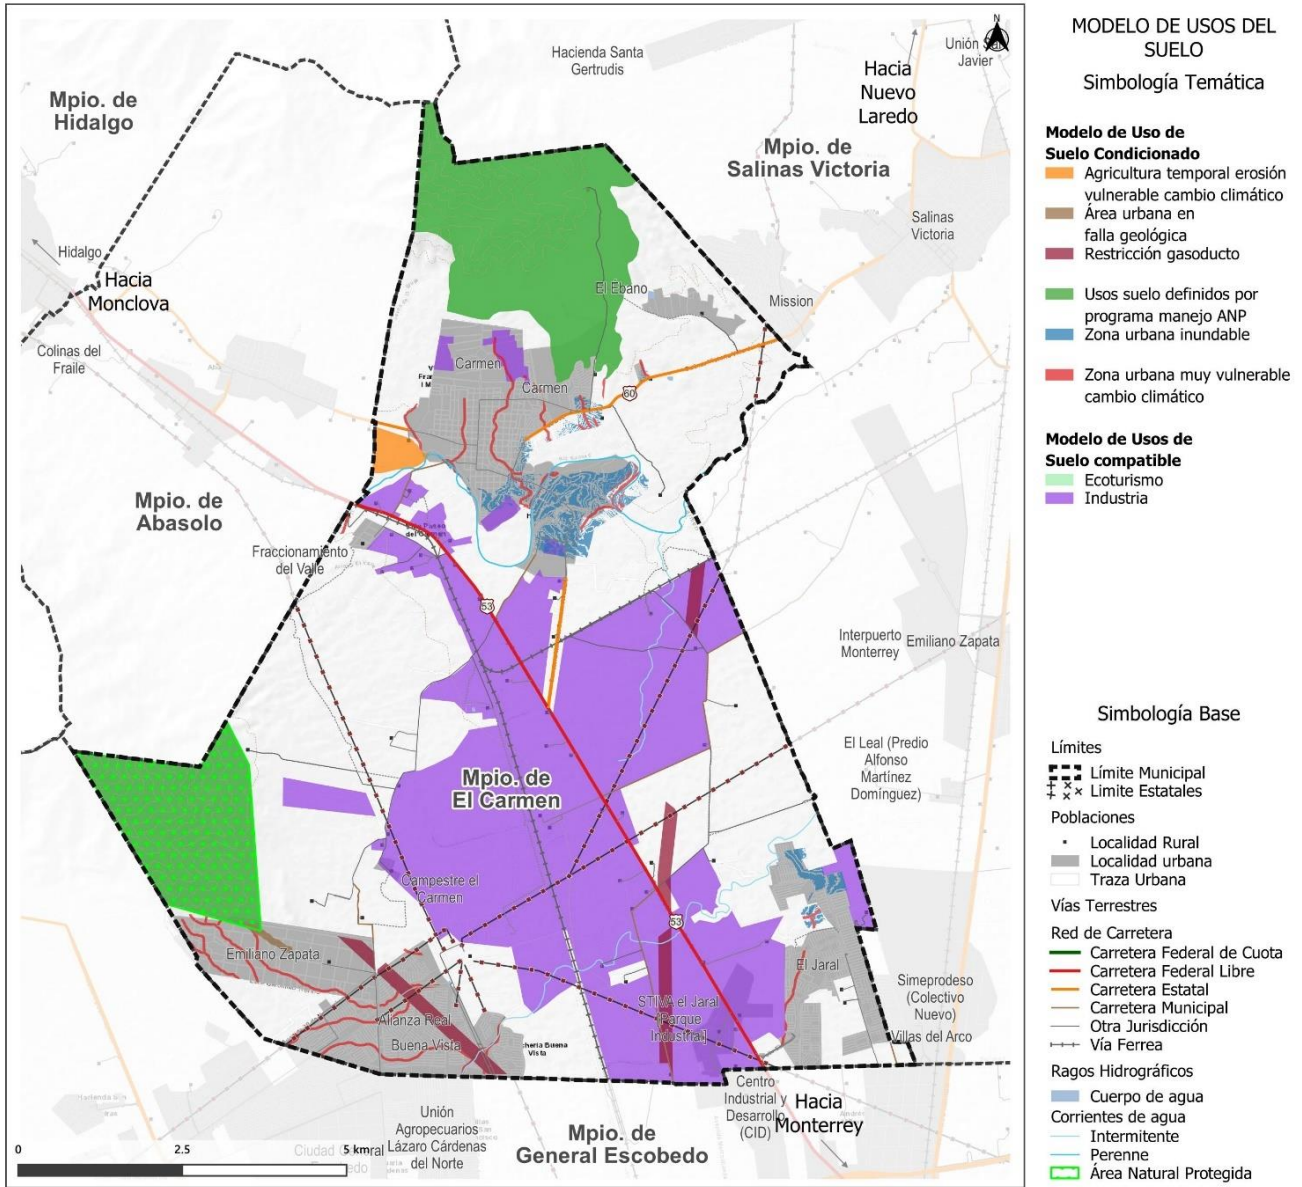 N
Hacienda Santa
Gertrudis
Unión San
Javier
Hacia
Nuevo
Laredo
Mpio. de
Hidalgo
Mpio. de
Salinas Victoria
Salinas
Victoria
Hidalgo
Hacia
Monclova
El Ébano
Mission
Colinas del
Fraile
Carmen
Carmen
60
Mpio. de
Abasolo
Fraccionamiento
del Valle
53
Interpuerto
Monterrey
Emiliano Zapata
El Leal (Predio
Alfonso
Martínez
Domínguez)
Mpio. de
El Carmen
Campestre el
Carmen
53
Emiliano Zapata
El Jaral
Simeprodeso
(Colectivo
Nuevo)
STIVA el Jaral
[Parque
Industrial]
Alianza Real
Buena Vista
Buena
Vista
Villas del Arco
Centro
Industrial y
Desarrollo
(CID)
Hacia
Monterrey
Unión
Agropecuarios
Lázaro Cárdenas
del Norte
Mpio. de
General Escobedo
0 2.5 5 km
MODELO DE USOS DEL
SUELO
Simbología Temática
Modelo de Uso de
Suelo Condicionado
Agricultura temporal erosión
vulnerable cambio climático
Área urbana en
falla geológica
Restricción gasoducto
Usos suelo definidos por
programa manejo ANP
Zona urbana inundable
Zona urbana muy vulnerable
cambio climático
Modelo de Usos de
Suelo compatible
Ecoturismo
Industria
Simbología Base
Límites
Límite Municipal
Limite Estatales
Poblaciones
Localidad Rural
Localidad urbana
Traza Urbana
Vías Terrestres
Red de Carretera
Carretera Federal de Cuota
Carretera Federal Libre
Carretera Estatal
Carretera Municipal
Otra Jurisdicción
Vía Ferrea
Ragos Hidrográficos
Cuerpo de agua
Corrientes de agua
Intermitente
Perenne
Área Natural Protegida